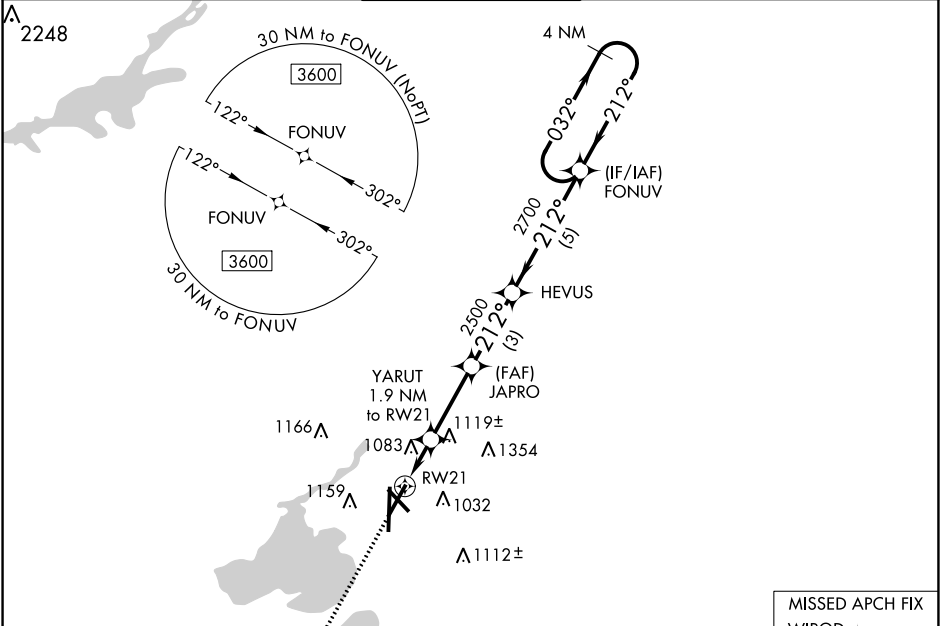 2248
30 NM to FONUV (NoPT)
3600
122°
FONUV
302°
122°
FONUV
302°
3600
30 NM to FONUV
4 NM
032°
212°
(IF/IAF)
FONUV
2700
212°
(5)
HEVUS
2500
212°
(3)
(FAF)
JAPRO
YARUT
1.9 NM
to RW21
1119±
1166
1083
1354
RW21
1159
1032
1112±
MISSED APCH FIX